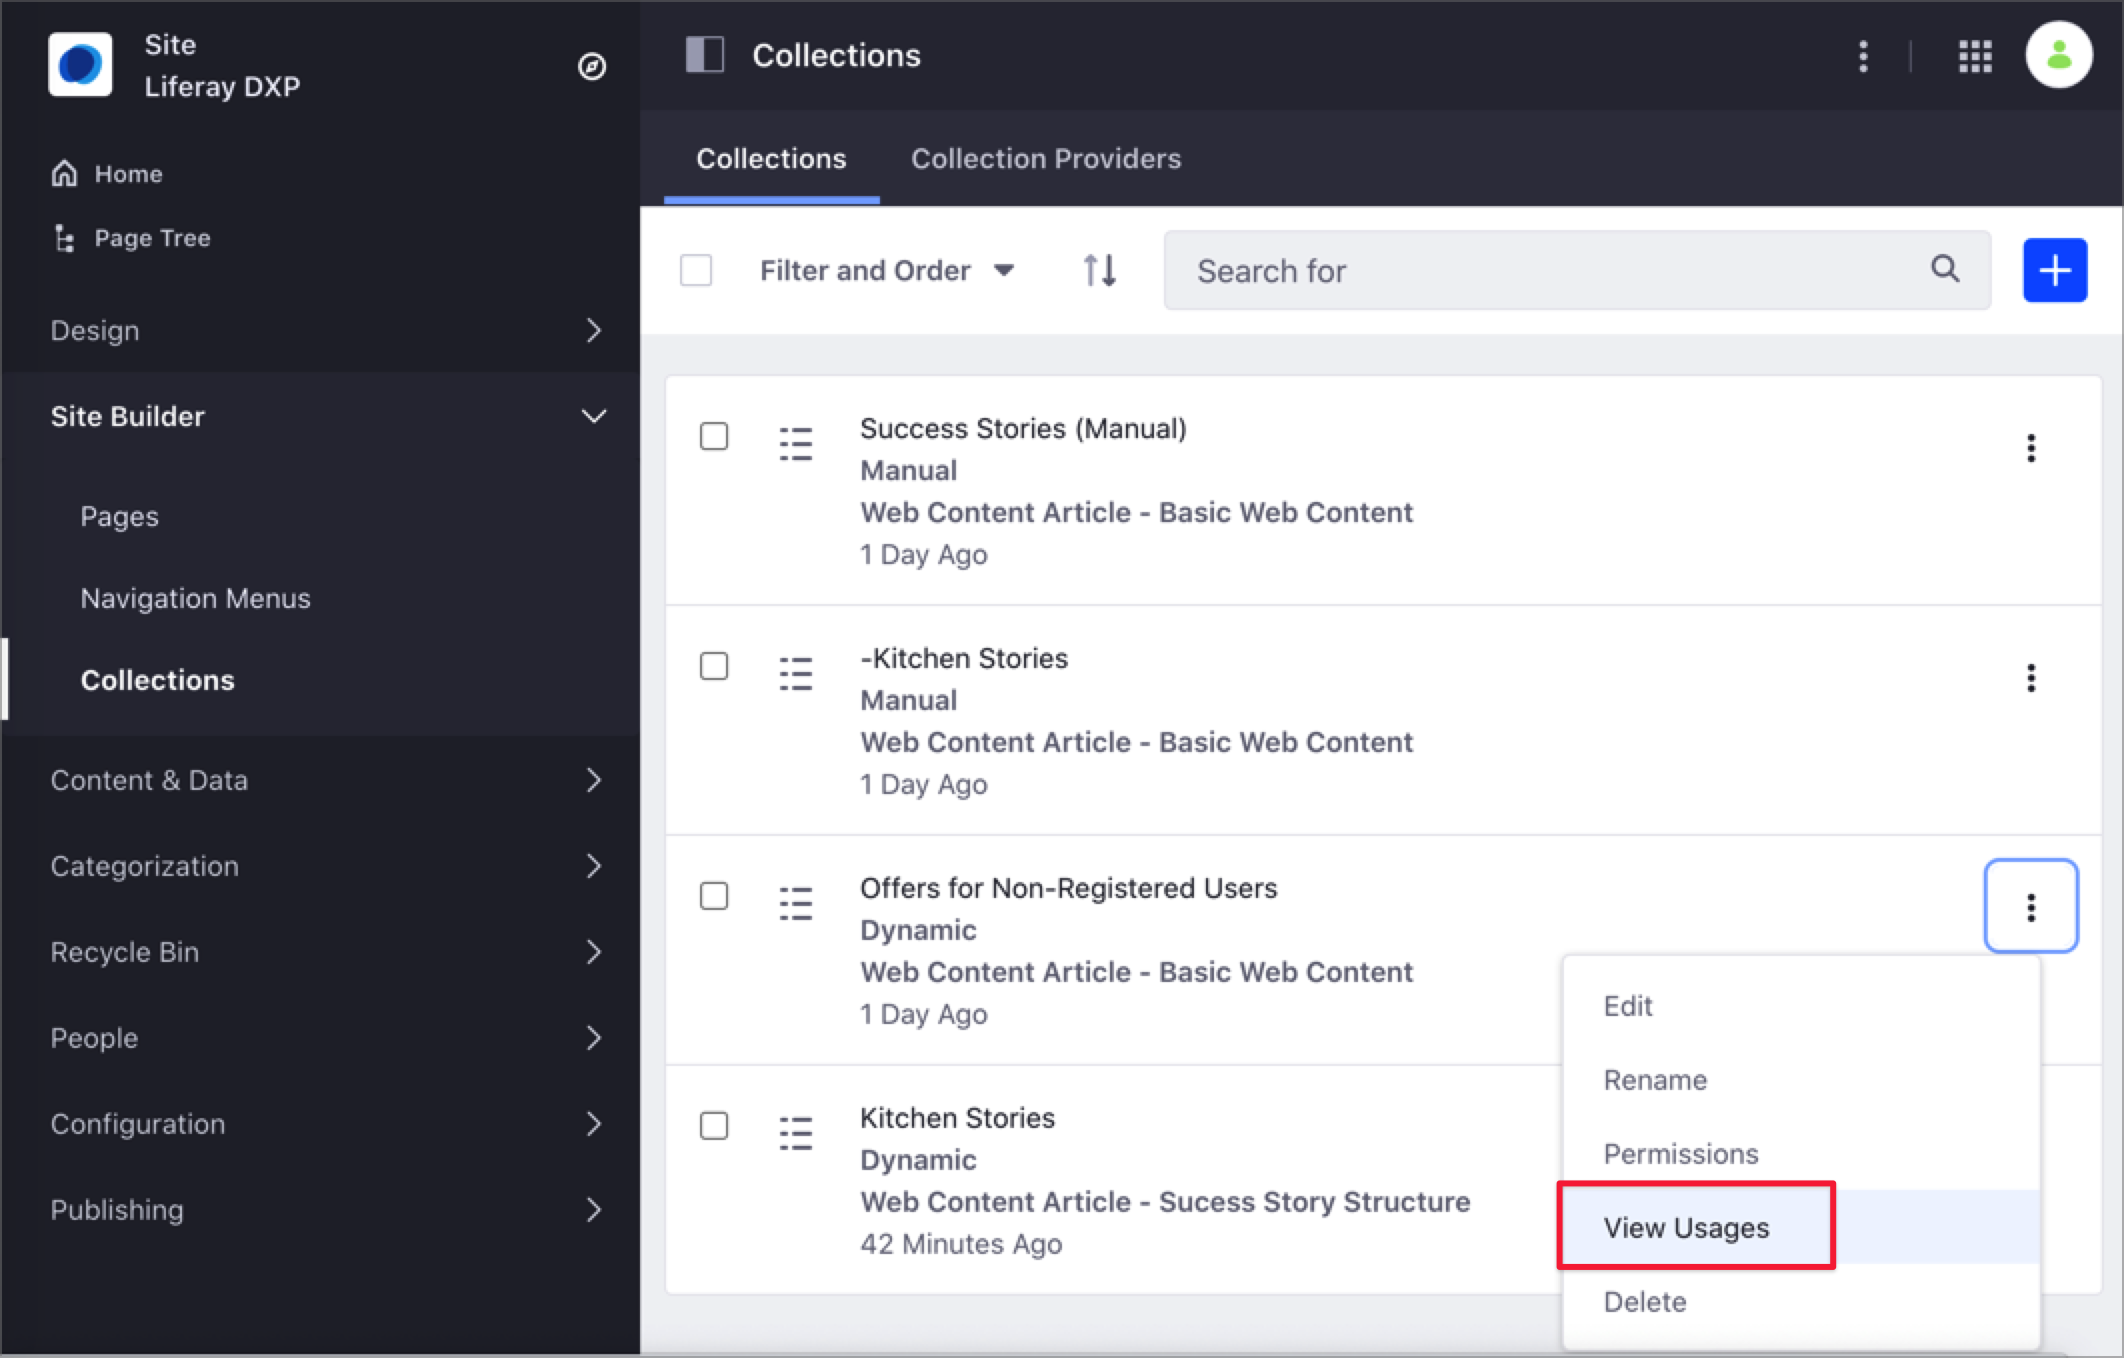 Site
Liferay DXP
Home
Page Tree
Design
Site Builder
Pages
Navigation Menus
Collections
Content & Data
Categorization
Recycle Bin
People
Configuration
Publishing
Collections
Collections
Collection Providers
Filter and Order
Search for
Success Stories (Manual)
Manual
Web Content Article - Basic Web Content
1 Day Ago
-Kitchen Stories
Manual
Web Content Article - Basic Web Content
1 Day Ago
Offers for Non-Registered Users
Dynamic
Web Content Article - Basic Web Content
1 Day Ago
Kitchen Stories
Dynamic
Web Content Article - Sucess Story Structure
42 Minutes Ago
Edit
Rename
Permissions
View Usages
Delete